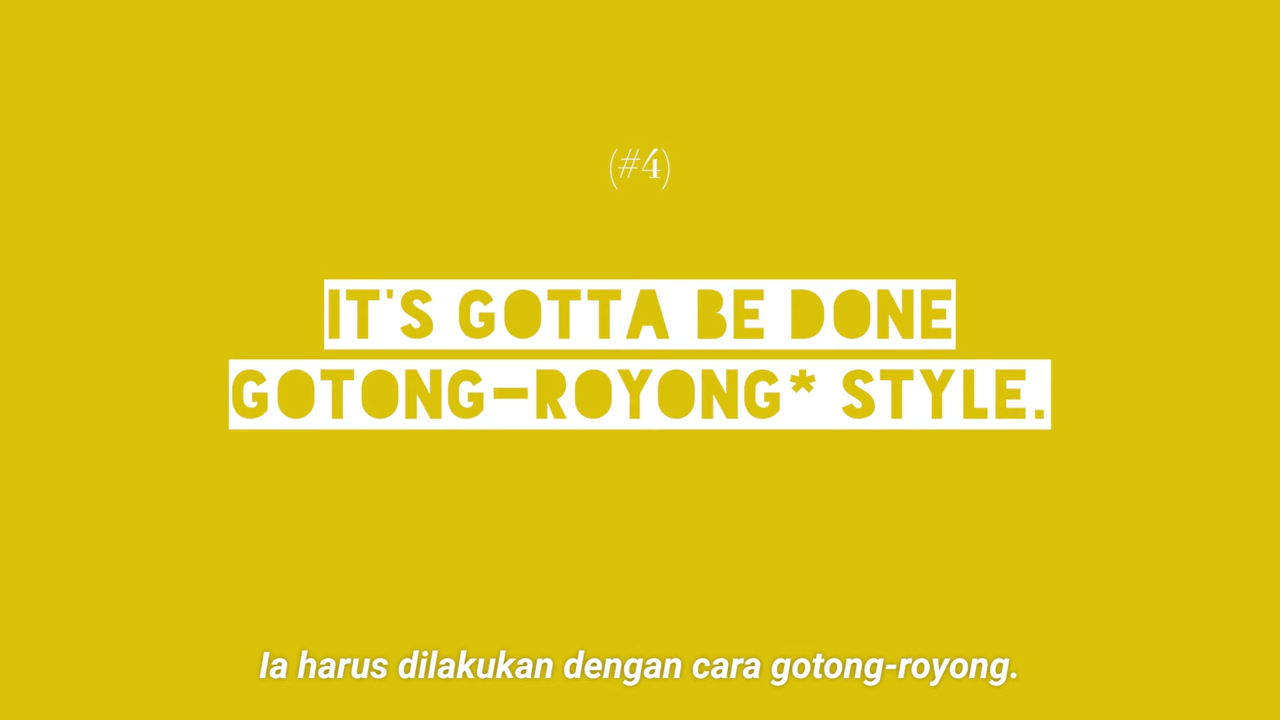 (#4)
IT'S GOTTA BE DONE
GOTONG-ROYONG* STYLE.
Ia harus dilakukan dengan cara gotong-royong.